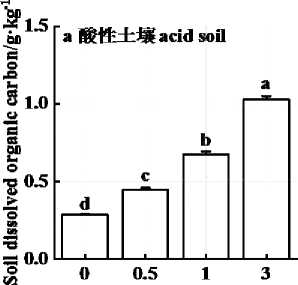 Soil dissolved organic carbon/g·kg⁻¹
a 酸性土壤 acid soil
1.5
1.0
0.5
0.0
d
c
b
a
0 0.5 1 3